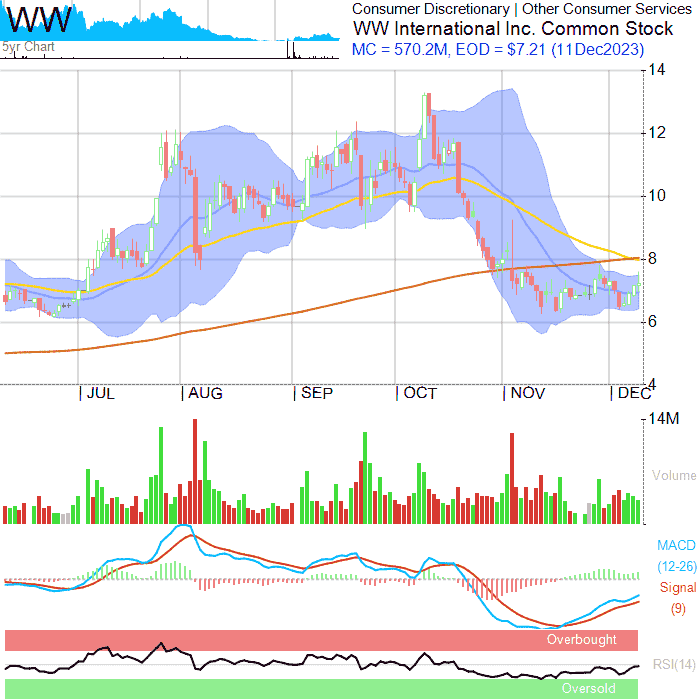 Consumer Discretionary | Other Consumer Services
WW
WW International Inc. Common Stock
5yr Chart
MC = 570.2M, EOD = $7.21 (11Dec2023)
14
12
10
8
6
4
| JUL | AUG | SEP | OCT | NOV | DEC
14M
Volume
MACD
(12-26)
Signal
(9)
Overbought
RSI(14)
Oversold